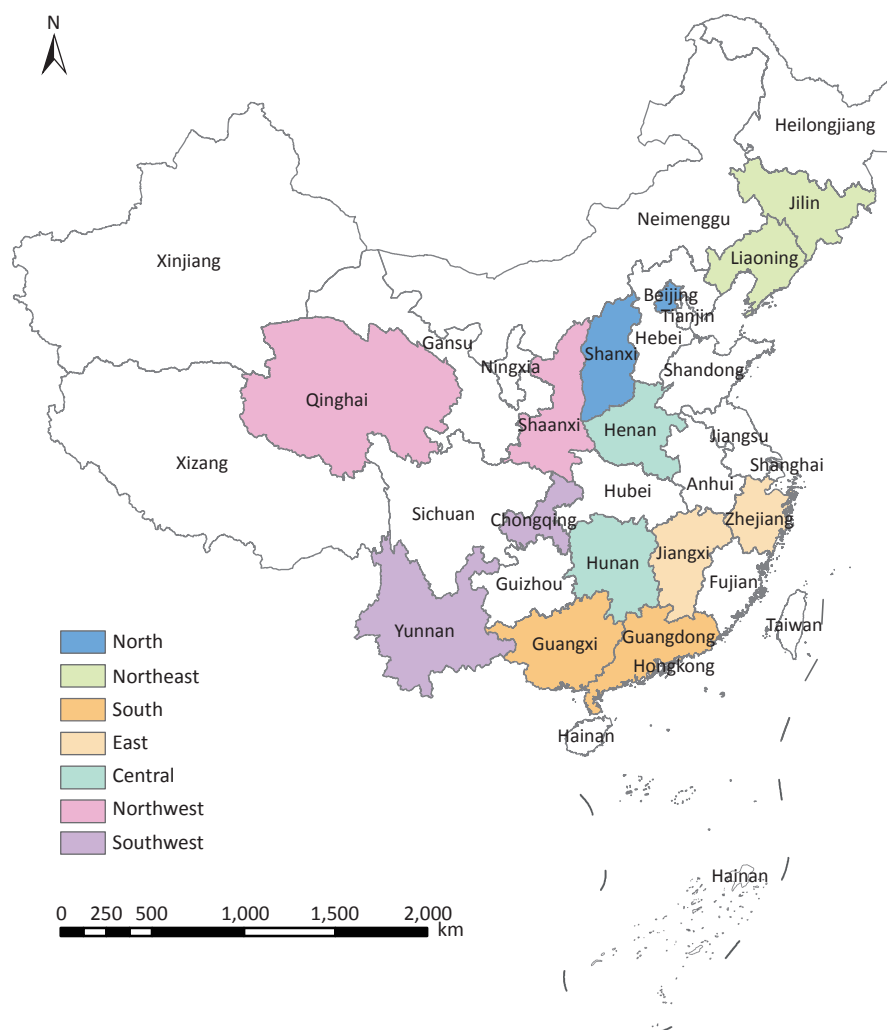 N
Heilongjiang
Jilin
Neimenggu
Liaoning
Xinjiang
Beijing
Tianjin
Hebei
Gansu
Shanxi
Ningxia
Shandong
Qinghai
Shaanxi
Henan
Jiangsu
Xizang
Shanghai
Anhui
Hubei
Sichuan
Chongqing
Zhejiang
Jiangxi
Hunan
Guizhou
Fujian
Taiwan
Yunnan
Guangxi
Guangdong
Hongkong
Hainan
North
Northeast
South
East
Central
Northwest
Southwest
Hainan
0 250 500 1,000 1,500 2,000
km